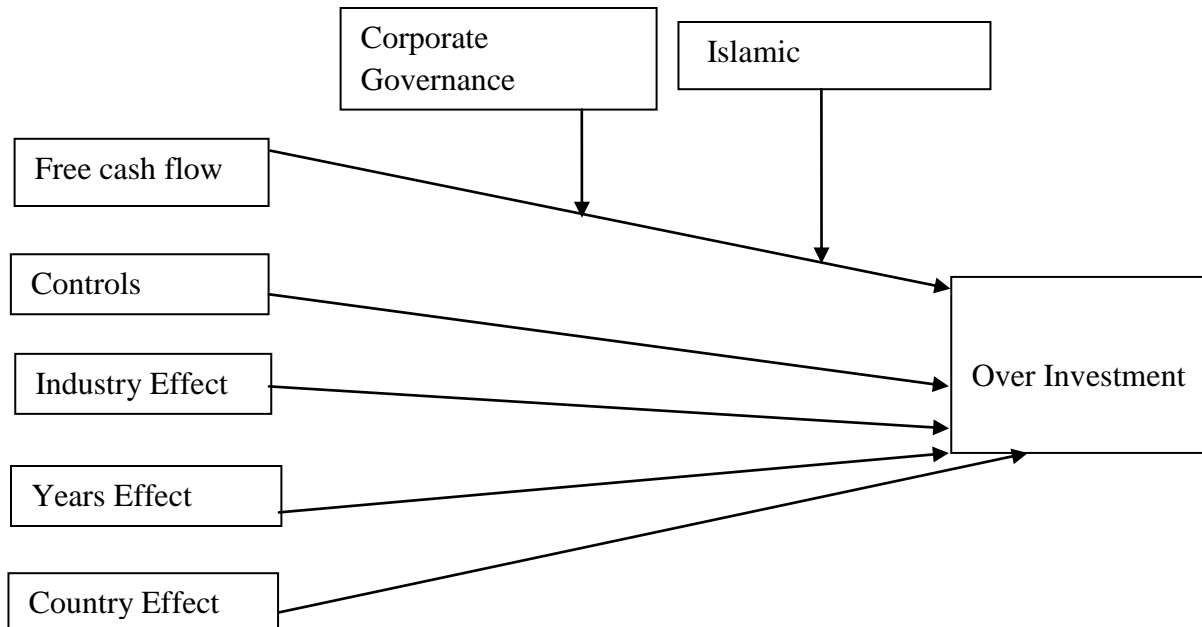 Corporate
Governance
Islamic
Free cash flow
Controls
Industry Effect
Over Investment
Years Effect
Country Effect